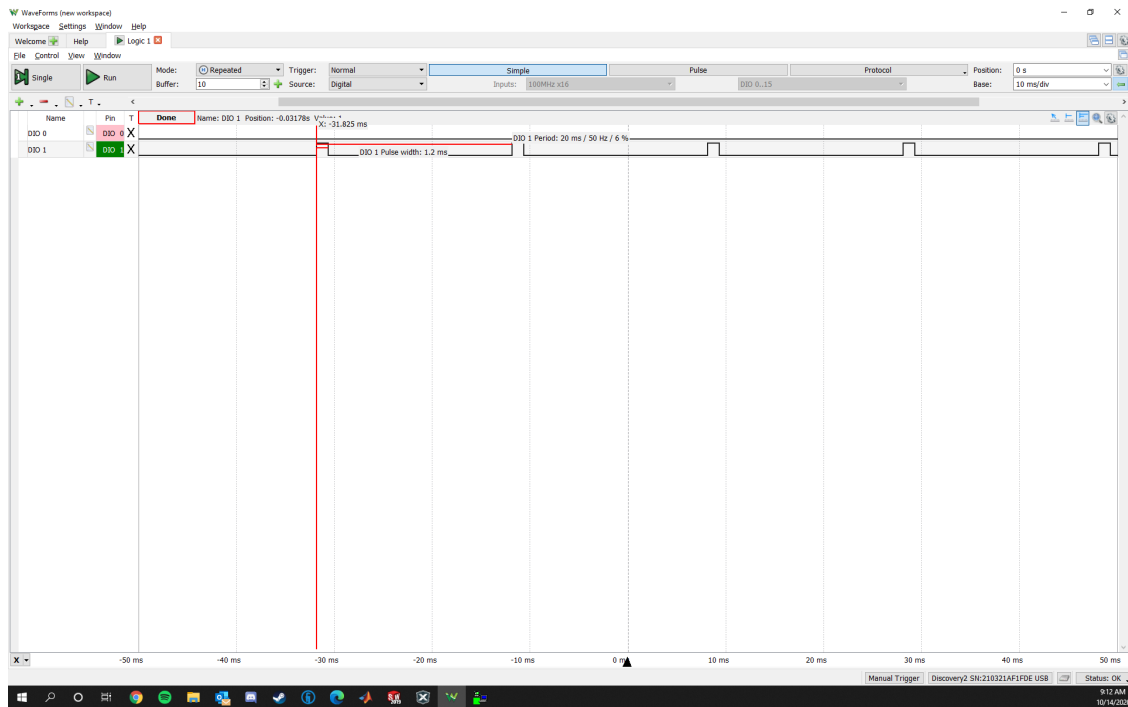 WaveForms (new workspace)
Workspace Settings Window Help
Welcome Help Logic 1
File Control View Window
Single Run Mode: Repeated Trigger: Normal Simple Pulse Protocol Position: 0 s
Buffer: 10 Source: Digital Inputs: 100MHz x16 DIO 0..15 Base: 10 ms/div
T
Name Pin T Done Name: DIO 1 Position: -0.03178s
X: -31.825 ms
DIO 0 DIO 0 X DIO 1 Period: 20 ms / 50 Hz / 6 %
DIO 1 DIO 1 X DIO 1 Pulse width: 1.2 ms
X -50 ms -40 ms -30 ms -20 ms -10 ms 0 ms 10 ms 20 ms 30 ms 40 ms 50 ms
Manual Trigger Discovery2 SN:210321AF1FDE USB Status: OK
9:12 AM